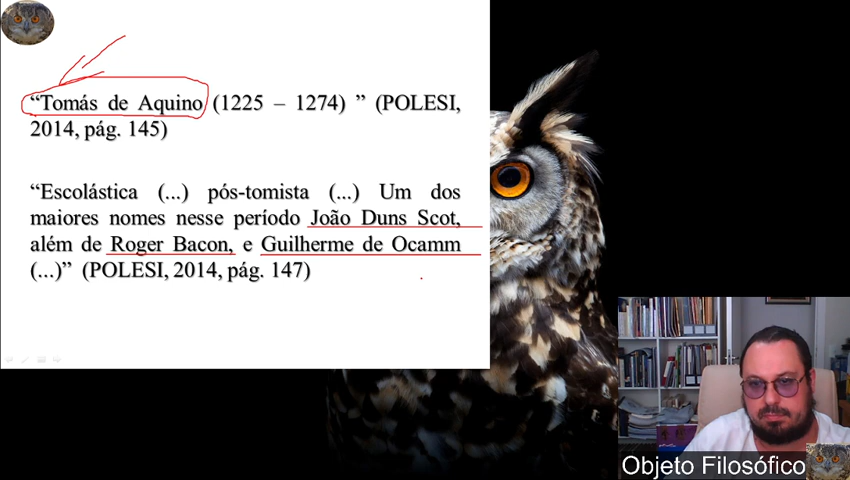 “Tomás de Aquino (1225 – 1274) ” (POLESI,
2014, pág. 145)
“Escolástica (...) pós-tomista (...) Um dos
maiores nomes nesse período João Duns Scot,
além de Roger Bacon, e Guilherme de Ocamm
(...)” (POLESI, 2014, pág. 147)
Objeto Filosófico